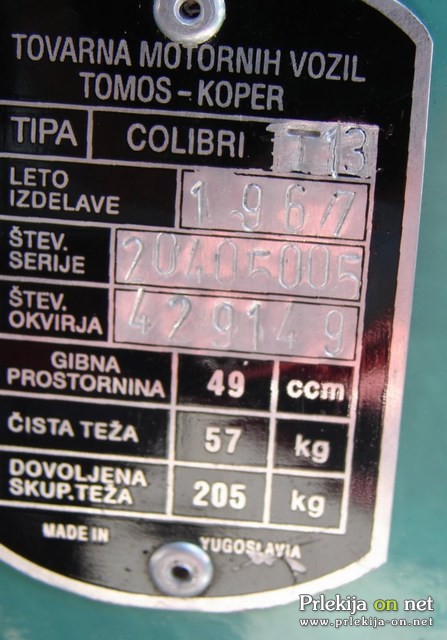 TOVARNA MOTORNIH VOZIL
TOMOS - KOPER
TIPA COLIBRI T 13
LETO
IZDELAVE 1967
ŠTEV.
SERIJE 20405005
ŠTEV.
OKVIRJA 429149
GIBNA
PROSTORNINA 49 ccm
ČISTA TEŽA 57 kg
DOVOLJENA
SKUP. TEŽA 205 kg
MADE IN YUGOSLAVIA
Prlekija on net
www.prlekija-on.net